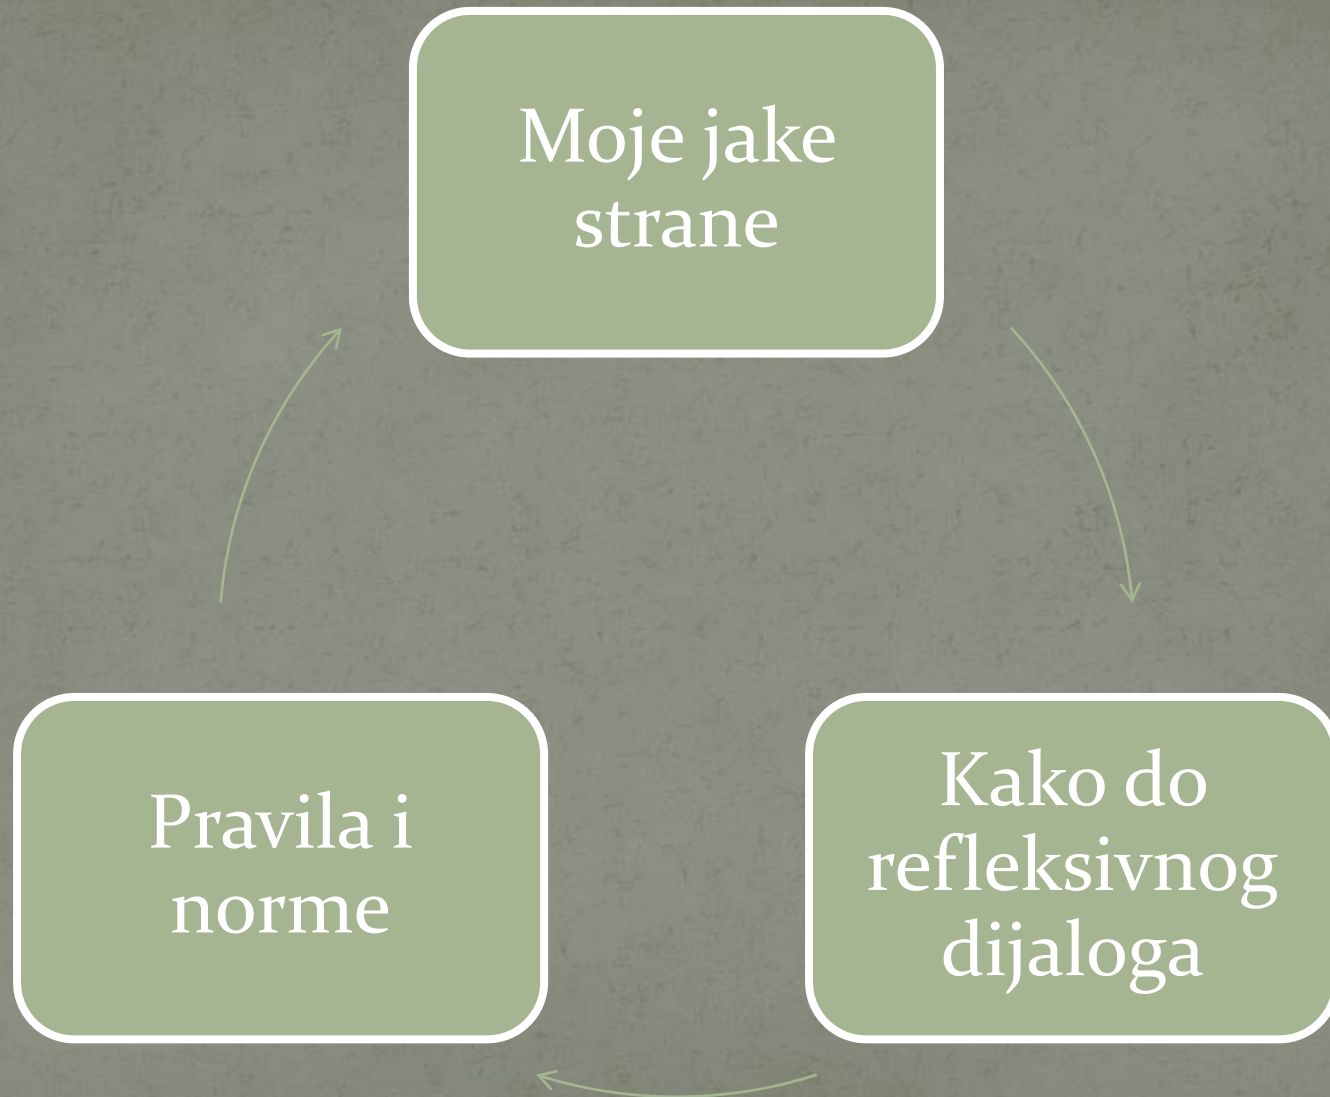 Moje jake
strane
Kako do
refleksivnog
dijaloga
Pravila i
norme